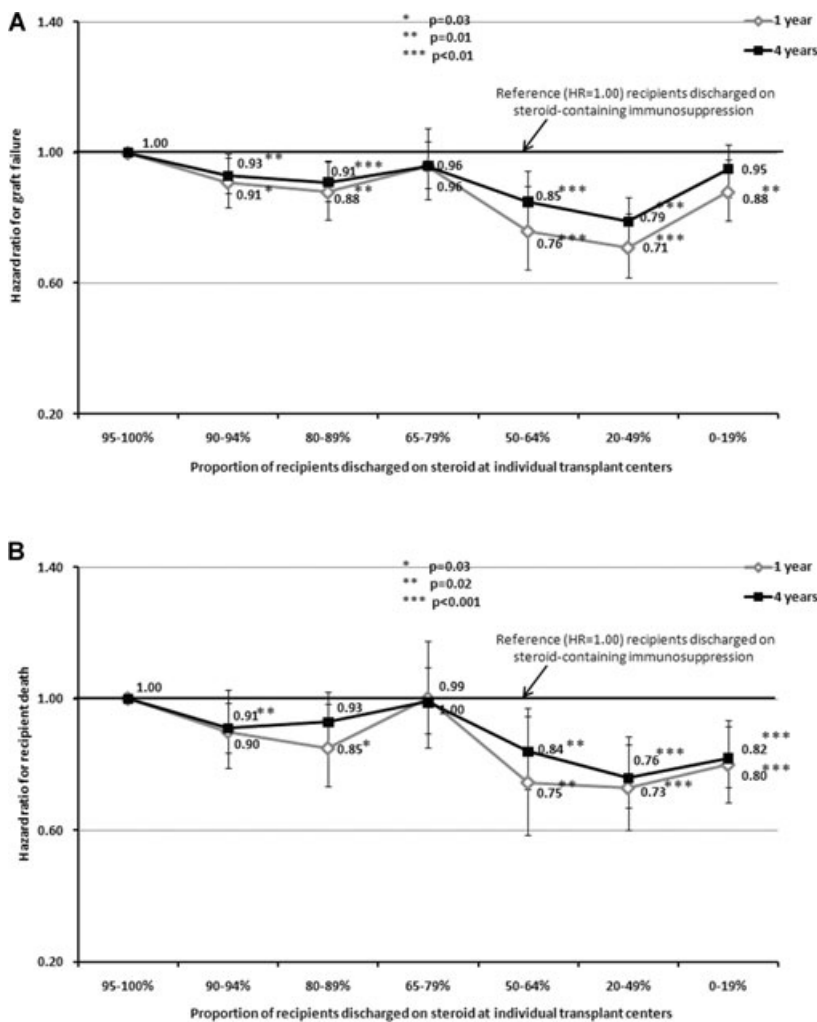 A
1.40
1.00
0.60
0.20
Hazard ratio for graft failure
* p=0.03
** p=0.01
*** p<0.01
1 year
4 years
Reference (HR=1.00) recipients discharged on
steroid-containing immunosuppression
1.00
0.93 **
0.91 *
0.91 ***
0.88 **
0.96
0.96
0.85 ***
0.76 ***
0.79 ***
0.71 ***
0.95
0.88 **
95-100% 90-94% 80-89% 65-79% 50-64% 20-49% 0-19%
Proportion of recipients discharged on steroid at individual transplant centers
B
1.40
1.00
0.60
0.20
Hazard ratio for recipient death
* p=0.03
** p=0.02
*** p<0.001
1 year
4 years
Reference (HR=1.00) recipients discharged on
steroid-containing immunosuppression
1.00
0.91 **
0.90
0.93
0.85 *
0.99
1.00
0.84 **
0.75 **
0.76 ***
0.73 ***
0.82 ***
0.80 ***
95-100% 90-94% 80-89% 65-79% 50-64% 20-49% 0-19%
Proportion of recipients discharged on steroid at individual transplant centers